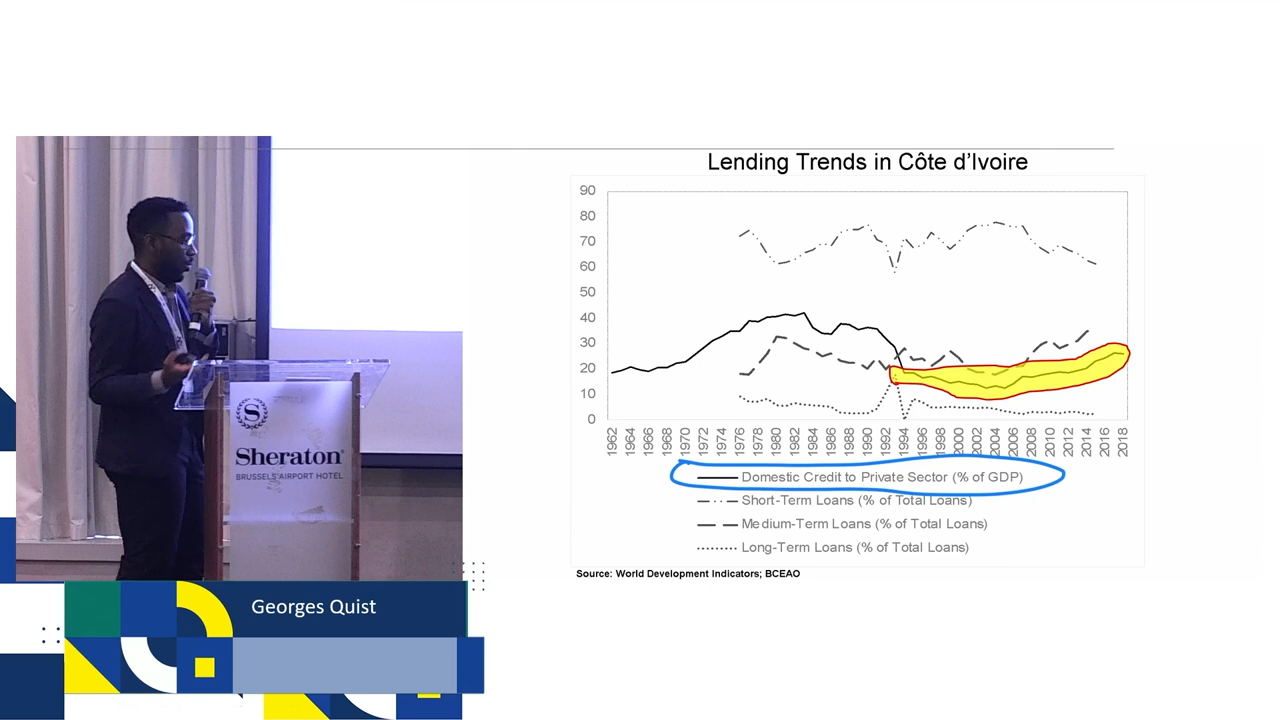 Lending Trends in Côte d'Ivoire
90
80
70
60
50
40
30
20
10
0
1962 1964 1966 1968 1970 1972 1974 1976 1978 1980 1982 1984 1986 1988 1990 1992 1994 1996 1998 2000 2002 2004 2006 2008 2010 2012 2014 2016 2018
Domestic Credit to Private Sector (% of GDP)
Short-Term Loans (% of Total Loans)
Medium-Term Loans (% of Total Loans)
Long-Term Loans (% of Total Loans)
Source: World Development Indicators; BCEAO
S
Sheraton
BRUSSELS AIRPORT HOTEL
Georges Quist